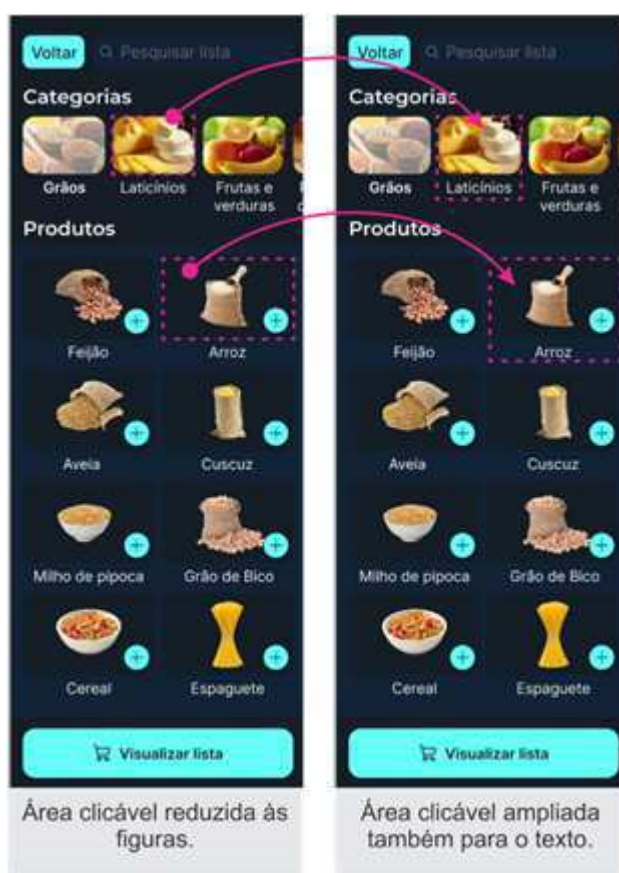 Voltar
Pesquisar lista
Categorias
Grãos
Laticínios
Frutas e
verduras
Produtos
Feijão
Arroz
Aveia
Cuscuz
Milho de pipoca
Grão de Bico
Cereal
Espaguete
Visualizar lista
Área clicável reduzida às
figuras.
Voltar
Pesquisar lista
Categorias
Grãos
Laticínios
Frutas e
verduras
Produtos
Feijão
Arroz
Aveia
Cuscuz
Milho de pipoca
Grão de Bico
Cereal
Espaguete
Visualizar lista
Área clicável ampliada
também para o texto.